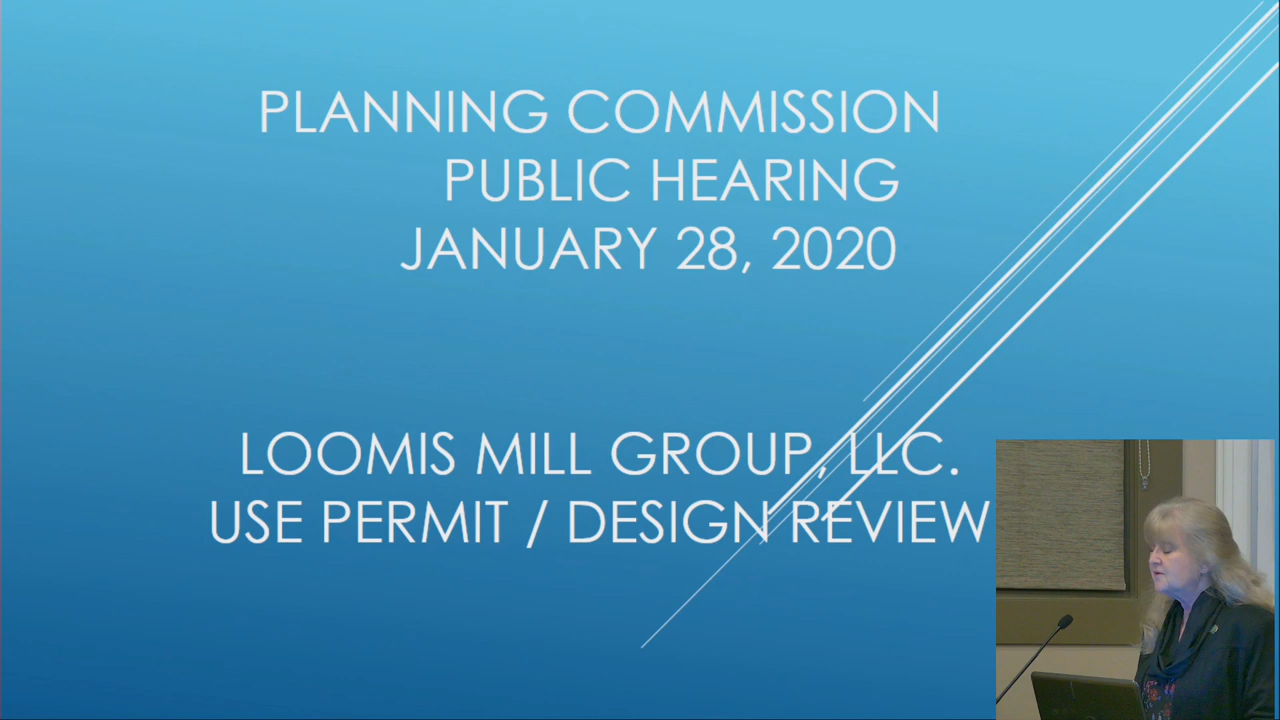 PLANNING COMMISSION
PUBLIC HEARING
JANUARY 28, 2020
LOOMIS MILL GROUP, LLC.
USE PERMIT / DESIGN REVIEW